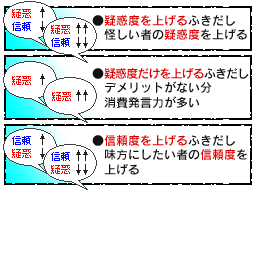 疑惑↓
信頼
疑惑↑↑
信頼↓
●疑惑度を上げるふきだし
怪しい者の疑惑度を上げる
疑惑↑
疑惑↑↑
●疑惑度だけを上げるふきだし
デメリットがない分
消費発言力が多い
信頼↑
疑惑
信頼↑↑
疑惑
●信頼度を上げるふきだし
味方にしたい者の信頼度を
上げる